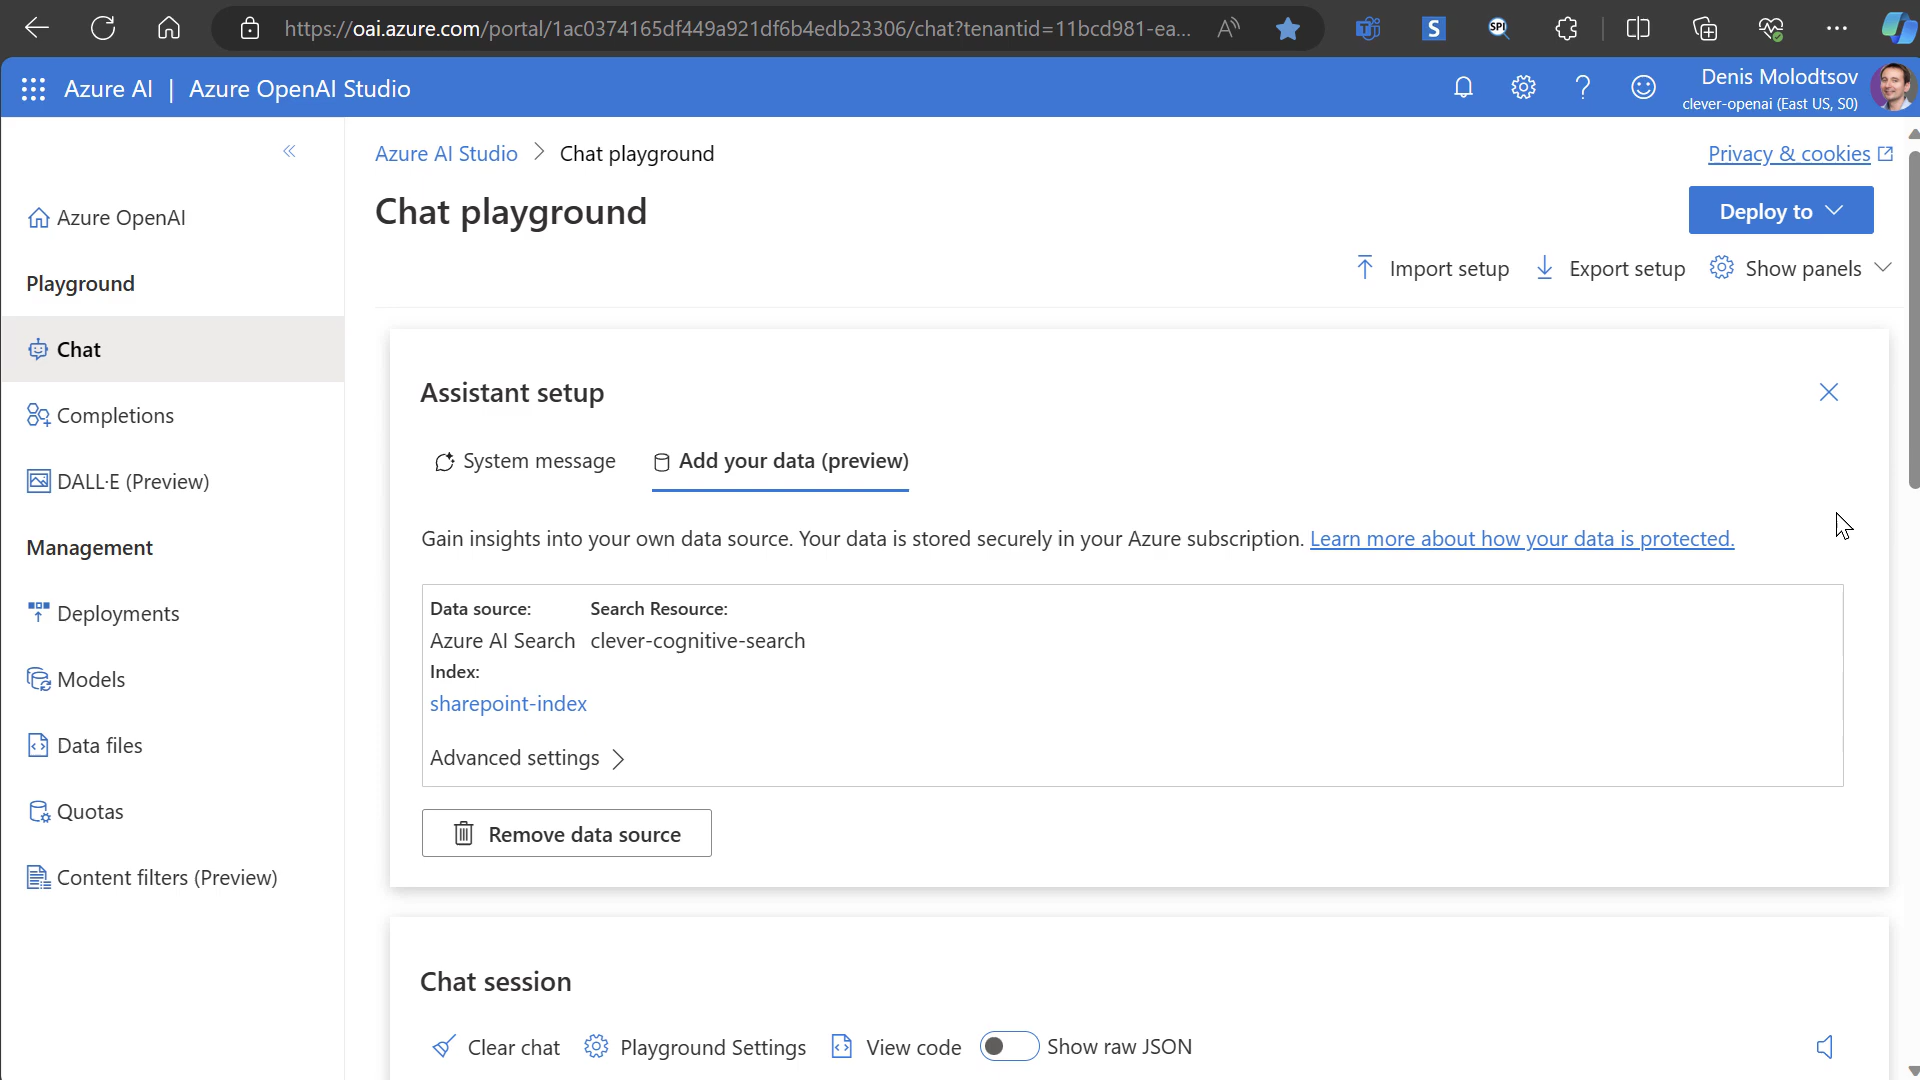 https://oai.azure.com/portal/1ac0374165df449a921df6b4edb23306/chat?tenantid=11bcd981-ea...
Azure AI | Azure OpenAI Studio
Denis Molodtsov
clever-openai (East US, S0)
Azure AI Studio > Chat playground
Privacy & cookies
Chat playground
Deploy to
Import setup
Export setup
Show panels
Azure OpenAI
Playground
Chat
Completions
DALL·E (Preview)
Management
Deployments
Models
Data files
Quotas
Content filters (Preview)
Assistant setup
System message
Add your data (preview)
Gain insights into your own data source. Your data is stored securely in your Azure subscription. Learn more about how your data is protected.
Data source: Search Resource:
Azure AI Search clever-cognitive-search
Index:
sharepoint-index
Advanced settings
Remove data source
Chat session
Clear chat
Playground Settings
View code
Show raw JSON